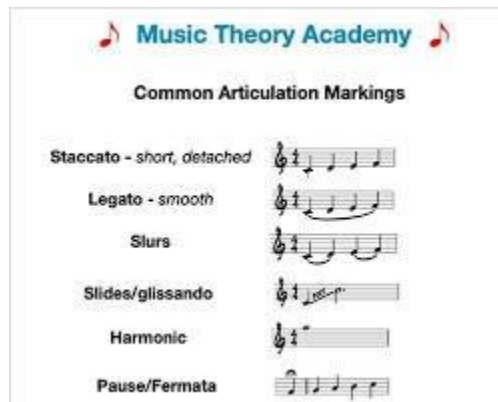 Music Theory Academy
Common Articulation Markings
Staccato - short, detached
Legato - smooth
Slurs
Slides/glissando
Harmonic
Pause/Fermata